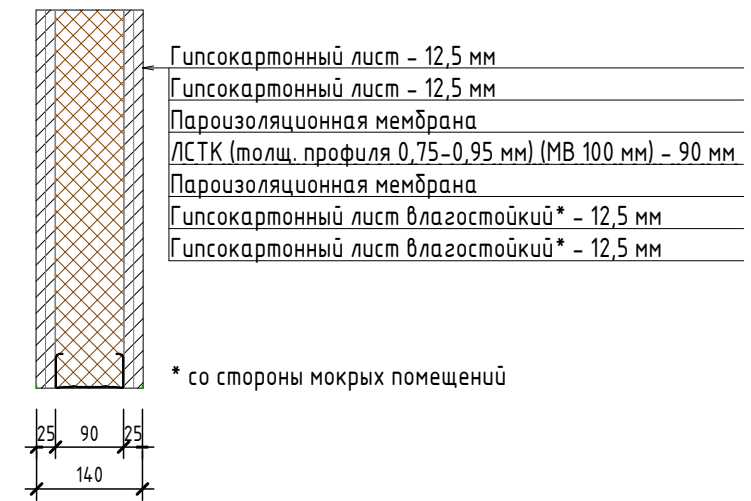 Гипсокартонный лист - 12,5 мм
Гипсокартонный лист - 12,5 мм
Пароизоляционная мембрана
ЛСТК (толщ. профиля 0,75-0,95 мм) (МВ 100 мм) - 90 мм
Пароизоляционная мембрана
Гипсокартонный лист влагостойкий* - 12,5 мм
Гипсокартонный лист влагостойкий* - 12,5 мм
* со стороны мокрых помещений
25 90 25
140